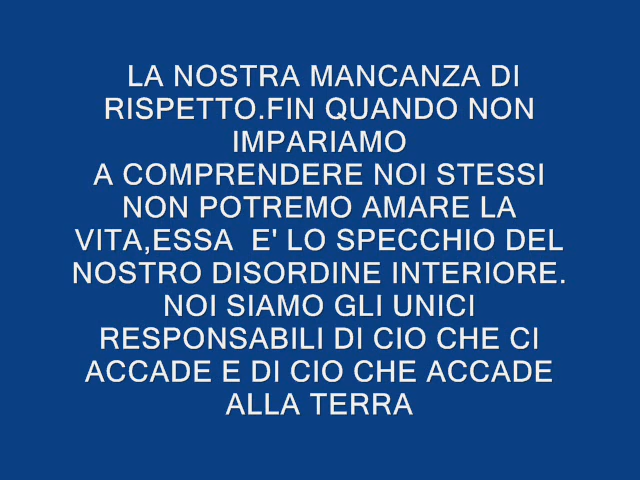 LA NOSTRA MANCANZA DI
RISPETTO.FIN QUANDO NON
IMPARIAMO
A COMPRENDERE NOI STESSI
NON POTREMO AMARE LA
VITA,ESSA  E' LO SPECCHIO DEL
NOSTRO DISORDINE INTERIORE.
NOI SIAMO GLI UNICI
RESPONSABILI DI CIO CHE CI
ACCADE E DI CIO CHE ACCADE
ALLA TERRA